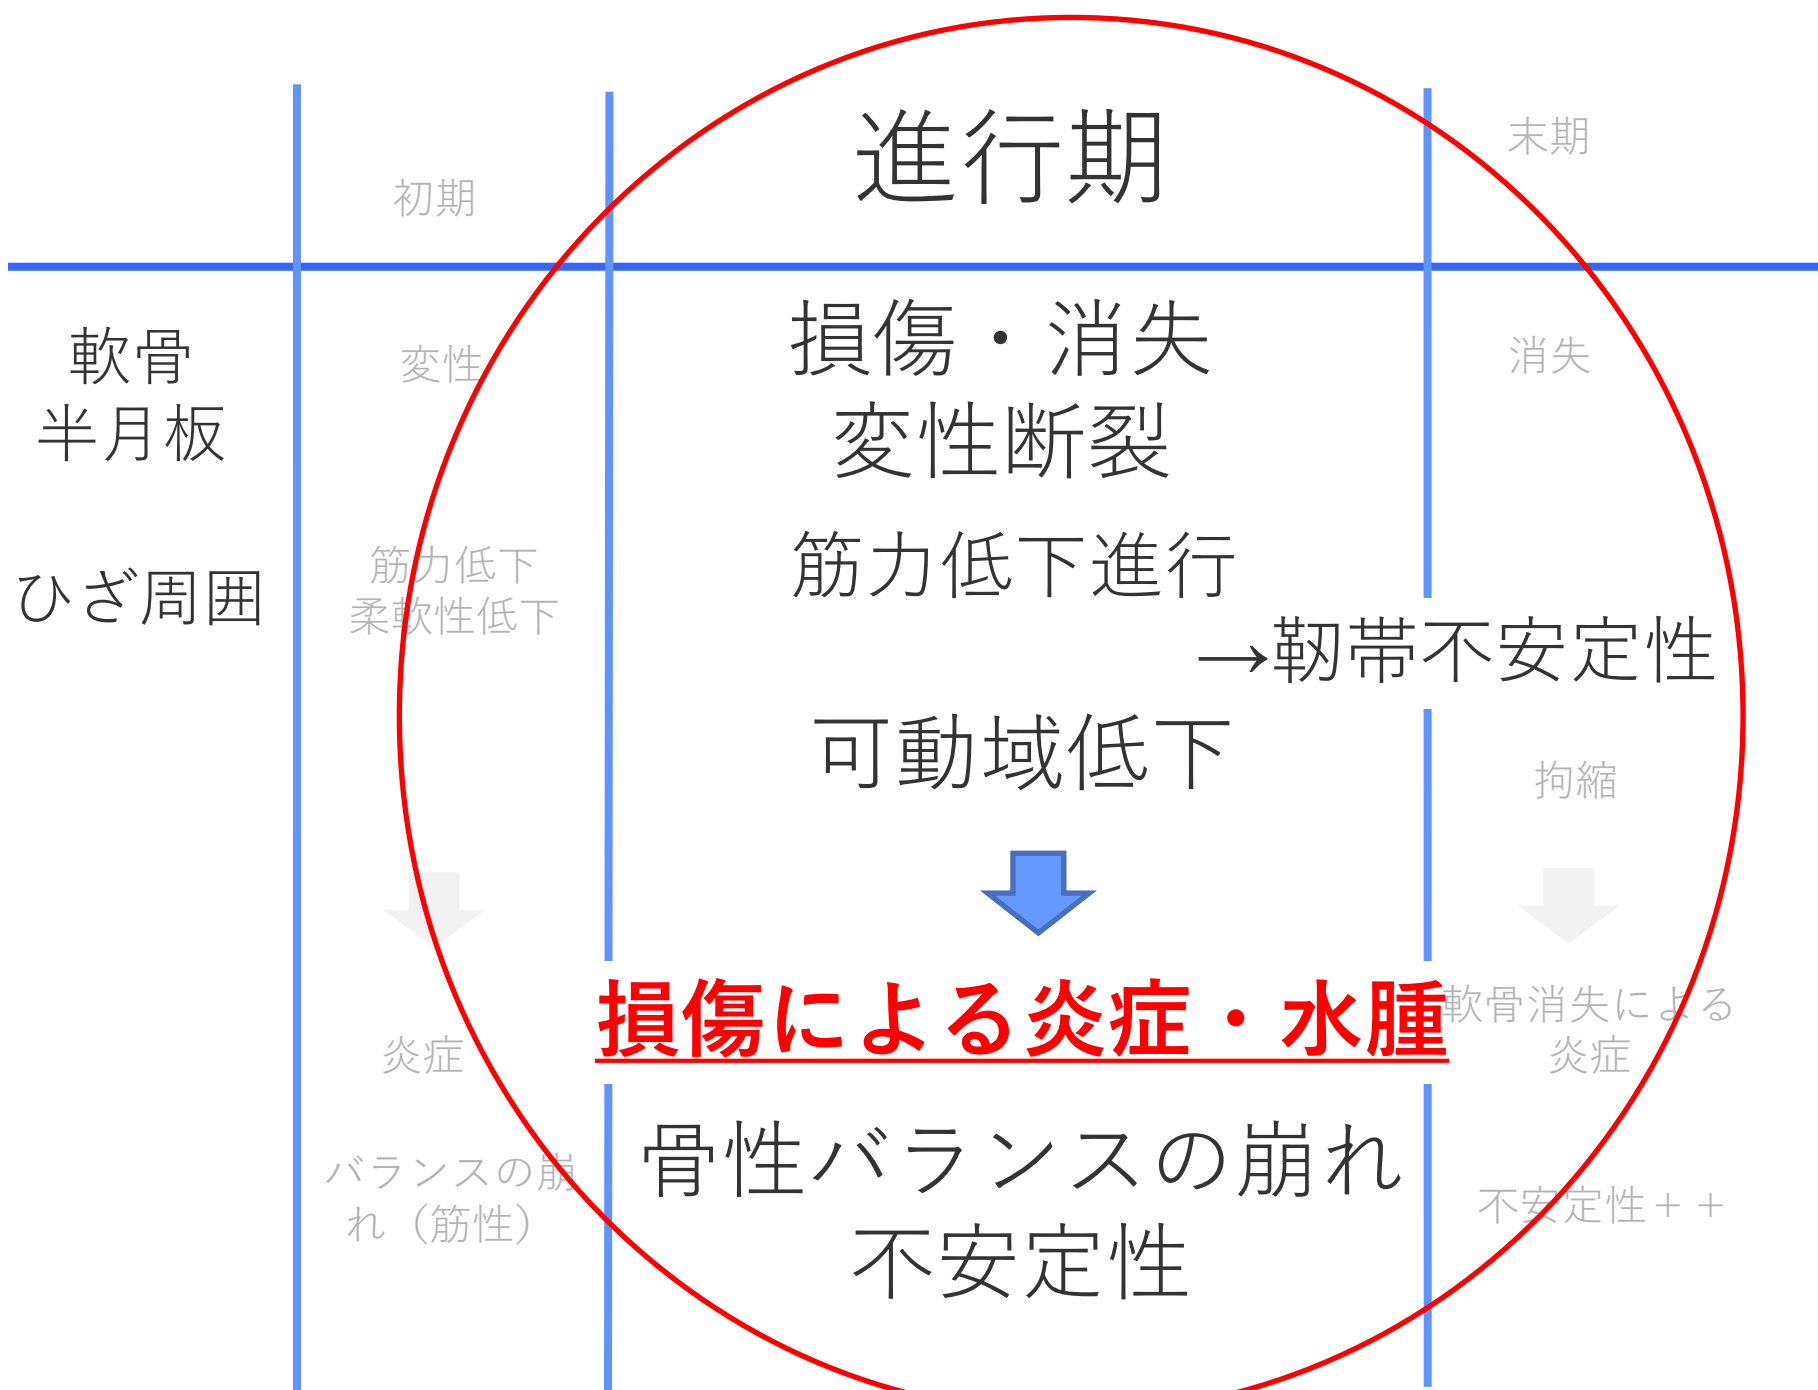 初期
進行期
末期
軟骨
半月板
変性
損傷・消失
変性断裂
消失
ひざ周囲
筋力低下
柔軟性低下
筋力低下進行
→靭帯不安定性
可動域低下
拘縮
炎症
損傷による炎症・水腫
軟骨消失による
炎症
バランスの崩
れ（筋性）
骨性バランスの崩れ
不安定性
不安定性＋＋